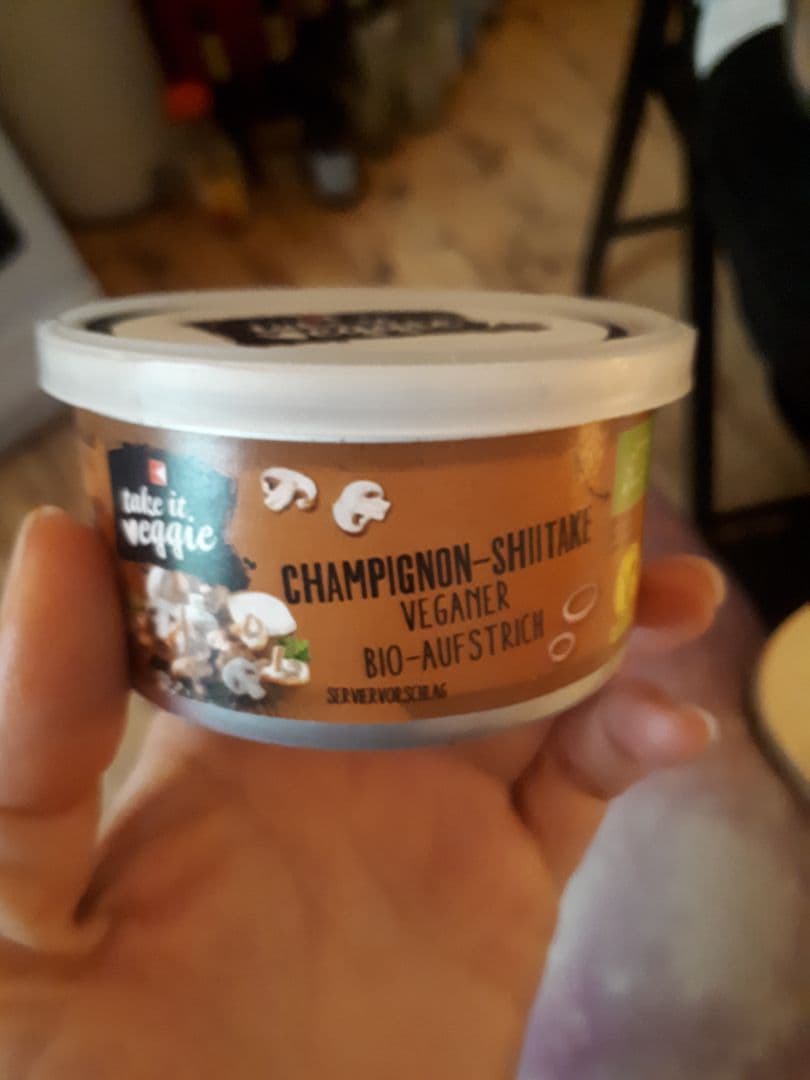 take it
veggie
CHAMPIGNON-SHIITAKE
VEGANER
BIO-AUFSTRICH
SERVIERVORSCHLAG